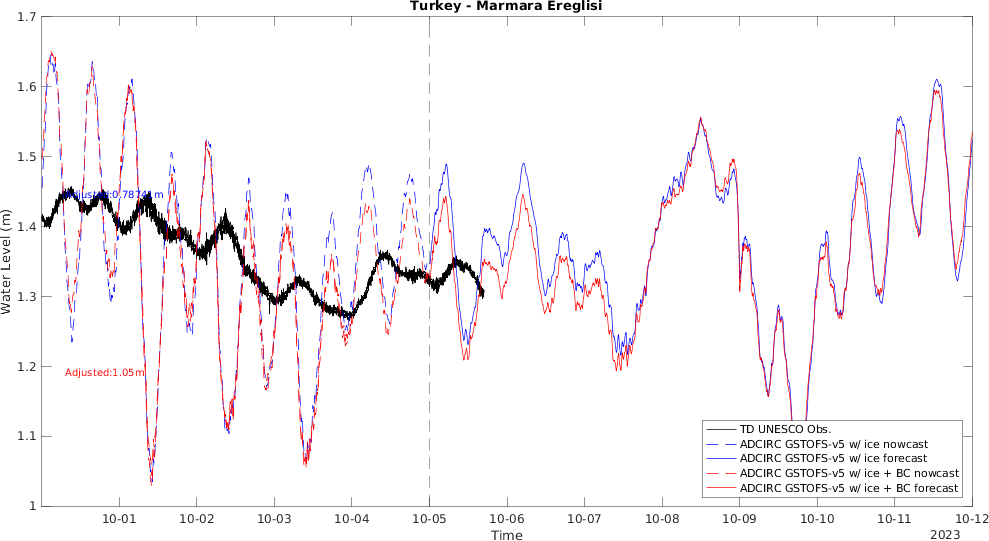 Turkey - Marmara Ereglisi
1.7
1.6
1.5
1.4
1.3
1.2
1.1
1
Water Level (m)
Adjusted:0.78741m
Adjusted:1.05m
TD UNESCO Obs.
ADCIRC GSTOFS-v5 w/ ice nowcast
ADCIRC GSTOFS-v5 w/ ice forecast
ADCIRC GSTOFS-v5 w/ ice + BC nowcast
ADCIRC GSTOFS-v5 w/ ice + BC forecast
10-01 10-02 10-03 10-04 10-05 10-06 10-07 10-08 10-09 10-10 10-11 10-12
Time
2023